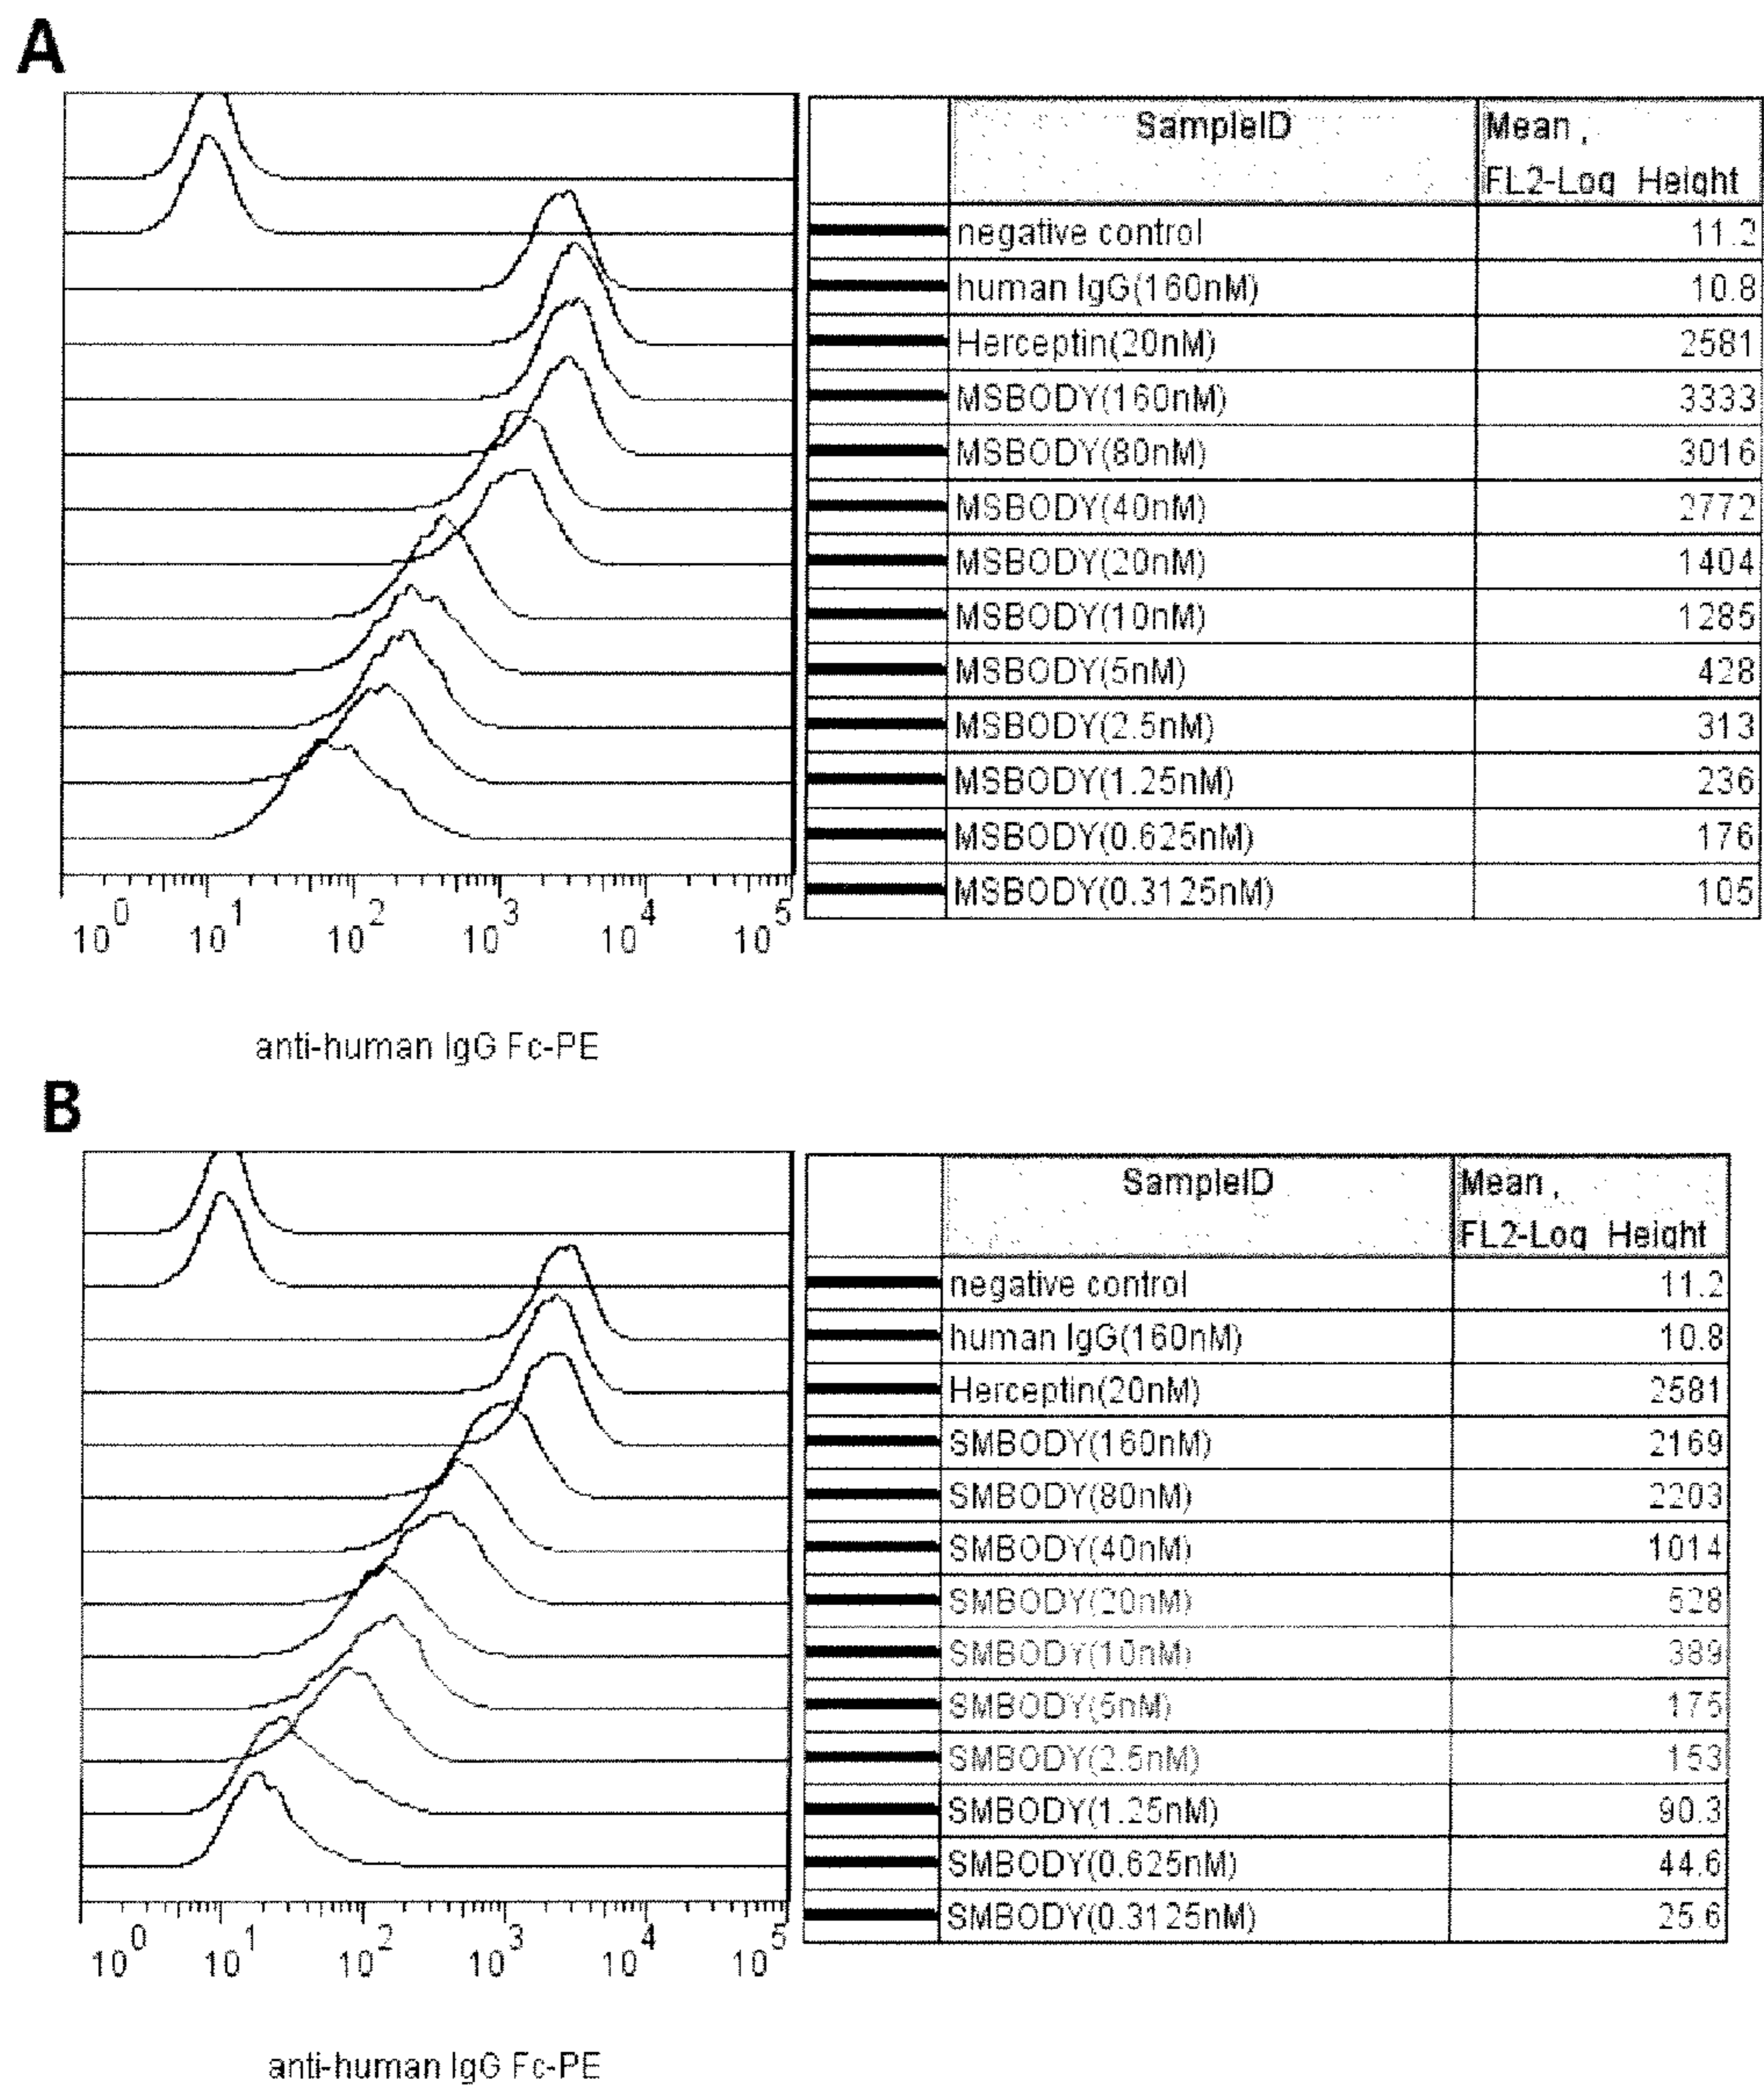 A
SampleID
Mean ,
FL2-Log Height
negative control 11.2
human IgG(160nM) 10.8
Herceptin(20nM) 2581
MSBODY(160nM) 3333
MSBODY(80nM) 3016
MSBODY(40nM) 2772
MSBODY(20nM) 1404
MSBODY(10nM) 1285
MSBODY(5nM) 428
MSBODY(2.5nM) 313
MSBODY(1.25nM) 236
MSBODY(0.625nM) 176
MSBODY(0.3125nM) 105
10^0 10^1 10^2 10^3 10^4 10^5
anti-human IgG Fc-PE
B
SampleID
Mean ,
FL2-Log Height
negative control 11.2
human IgG(160nM) 10.8
Herceptin(20nM) 2581
SMBODY(160nM) 2169
SMBODY(80nM) 2203
SMBODY(40nM) 1014
SMBODY(20nM) 528
SMBODY(10nM) 389
SMBODY(5nM) 175
SMBODY(2.5nM) 153
SMBODY(1.25nM) 90.3
SMBODY(0.625nM) 44.6
SMBODY(0.3125nM) 25.6
10^0 10^1 10^2 10^3 10^4 10^5
anti-human IgG Fc-PE